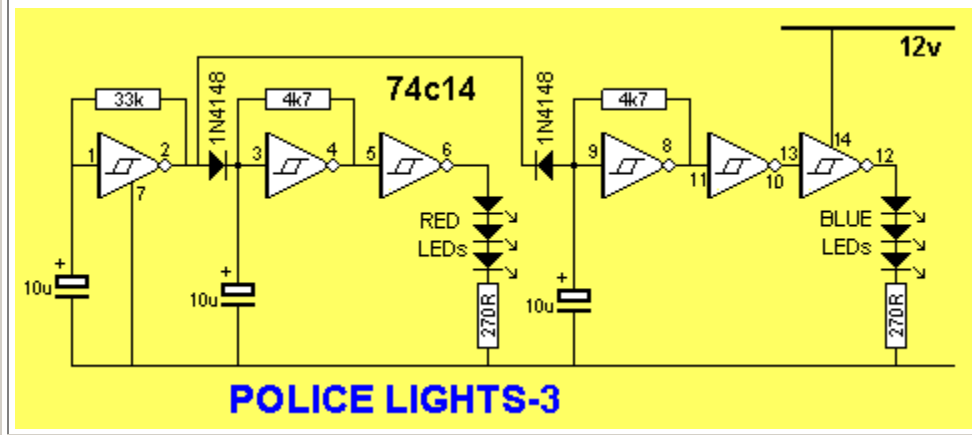 12v
74c14
33k
1N4148
4k7
1N4148
4k7
1
2
7
3
4
5
6
9
8
11
10
13
14
12
RED
LEDs
BLUE
LEDs
+
10u
+
10u
+
10u
270R
270R
POLICE LIGHTS-3